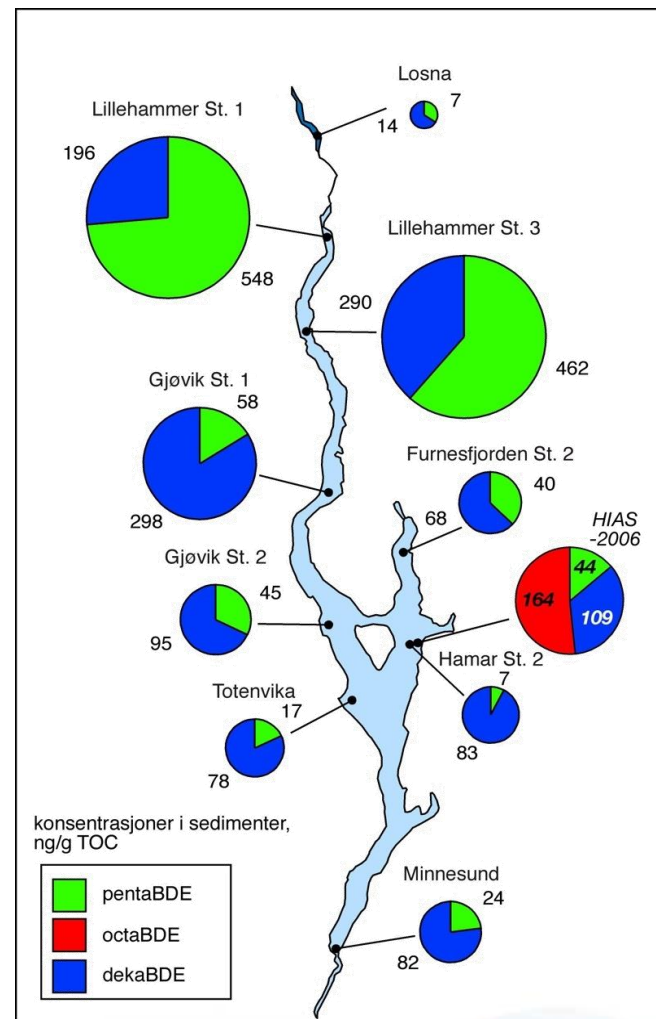 Losna
7
14
Lillehammer St. 1
196
548
Lillehammer St. 3
290
462
Gjøvik St. 1
58
298
Furnesfjorden St. 2
40
68
HIAS
-2006
44
164
109
Gjøvik St. 2
45
95
Hamar St. 2
7
83
Totenvika
17
78
konsentrasjoner i sedimenter,
ng/g TOC
pentaBDE
octaBDE
dekaBDE
Minnesund
24
82